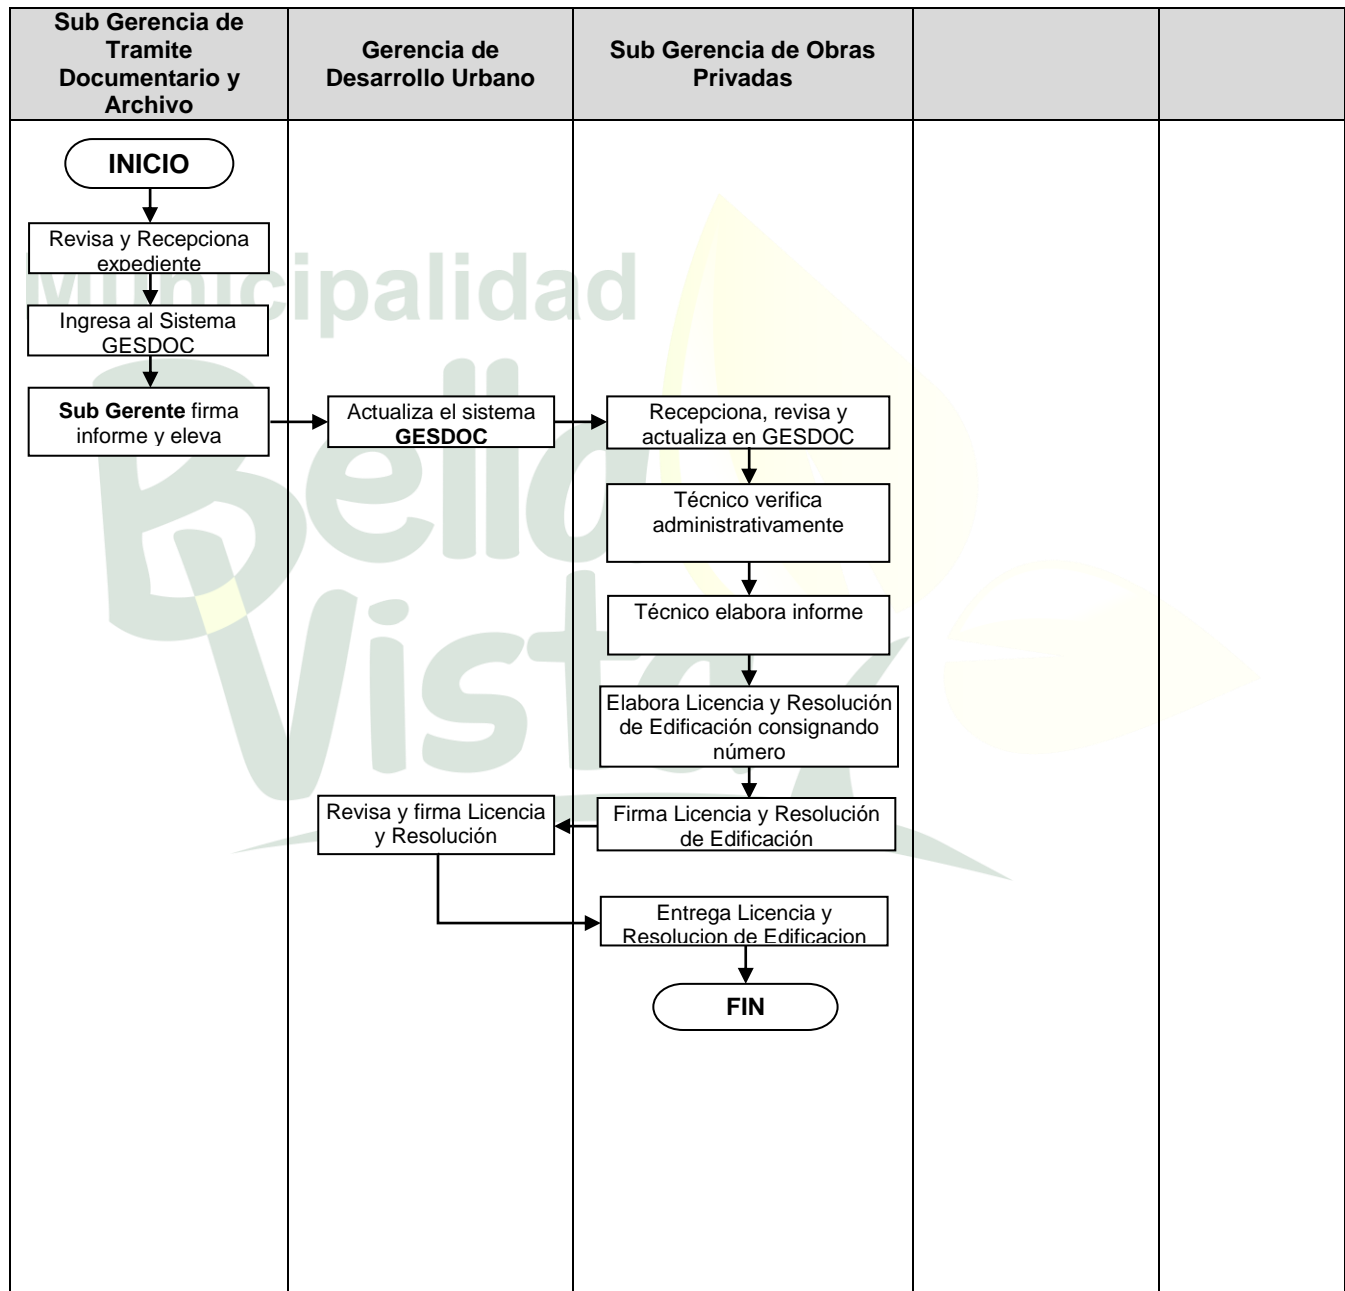 Sub Gerencia de
Tramite
Documentario y
Archivo
Gerencia de
Desarrollo Urbano
Sub Gerencia de Obras
Privadas
INICIO
Revisa y Recepciona
expediente
Municipalidad
Ingresa al Sistema
GESDOC
Sub Gerente firma
informe y eleva
Actualiza el sistema
GESDOC
Recepciona, revisa y
actualiza en GESDOC
Bella
Técnico verifica
administrativamente
Técnico elabora informe
Vista
Elabora Licencia y Resolución
de Edificación consignando
número
Firma Licencia y Resolución
de Edificación
Revisa y firma Licencia
y Resolución
Entrega Licencia y
Resolucion de Edificacion
FIN